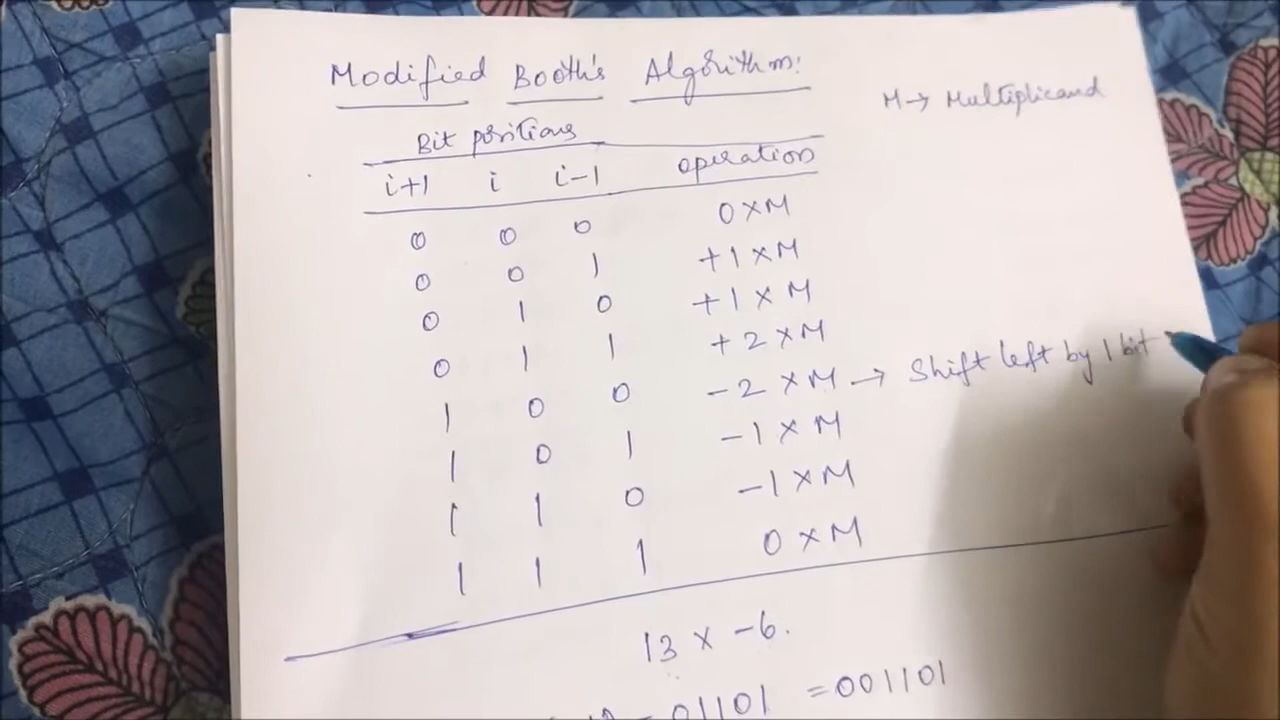 Modified Booth's Algorithm:
M → Multiplicand
Bit positions
i+1 i i-1 operation
0 0 0 0 × M
0 0 1 +1 × M
0 1 0 +1 × M
0 1 1 +2 × M
1 0 0 -2 × M → Shift left by 1 bit
1 0 1 -1 × M
1 1 0 -1 × M
1 1 1 0 × M
13 × -6.
01101 = 001101